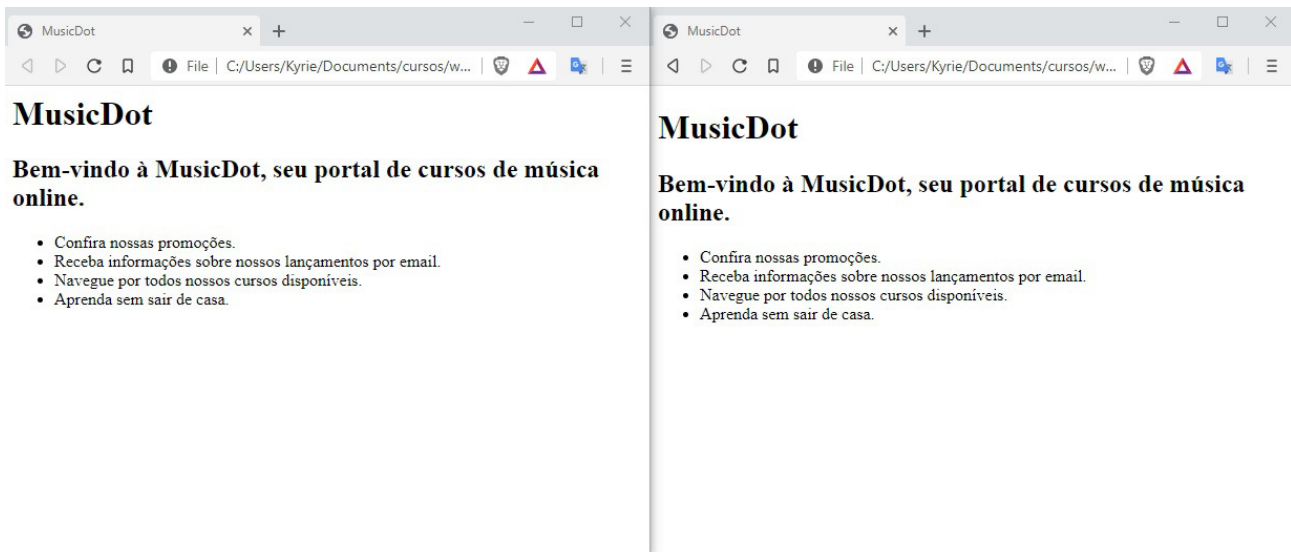 MusicDot
File
C:/Users/Kyrie/Documents/cursos/w...
MusicDot
Bem-vindo à MusicDot, seu portal de cursos de música
online.
Confira nossas promoções.
Receba informações sobre nossos lançamentos por email.
Navegue por todos nossos cursos disponíveis.
Aprenda sem sair de casa.
MusicDot
File
C:/Users/Kyrie/Documents/cursos/w...
MusicDot
Bem-vindo à MusicDot, seu portal de cursos de música
online.
Confira nossas promoções.
Receba informações sobre nossos lançamentos por email.
Navegue por todos nossos cursos disponíveis.
Aprenda sem sair de casa.